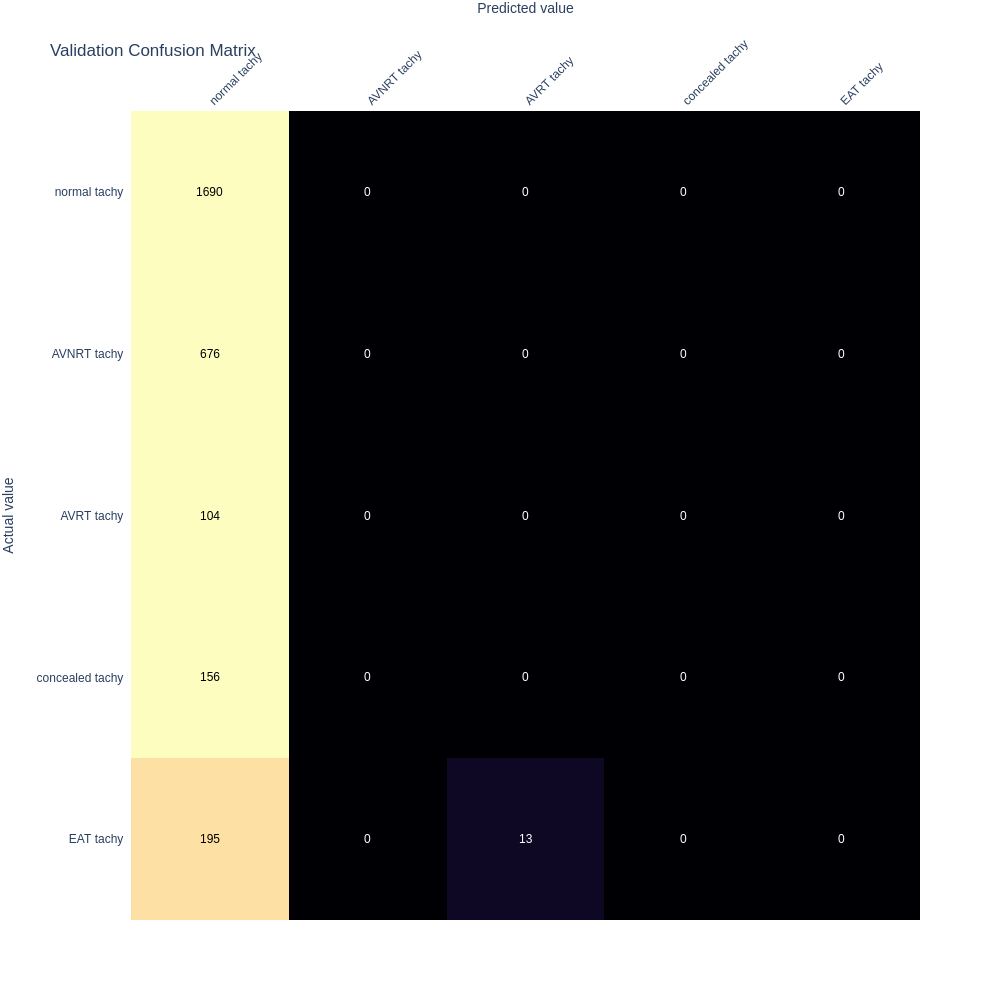 Predicted value
Validation Confusion Matrix
normal tachy AVNRT tachy AVRT tachy concealed tachy EAT tachy
normal tachy 1690 0 0 0 0
AVNRT tachy 676 0 0 0 0
Actual value
AVRT tachy 104 0 0 0 0
concealed tachy 156 0 0 0 0
EAT tachy 195 0 13 0 0